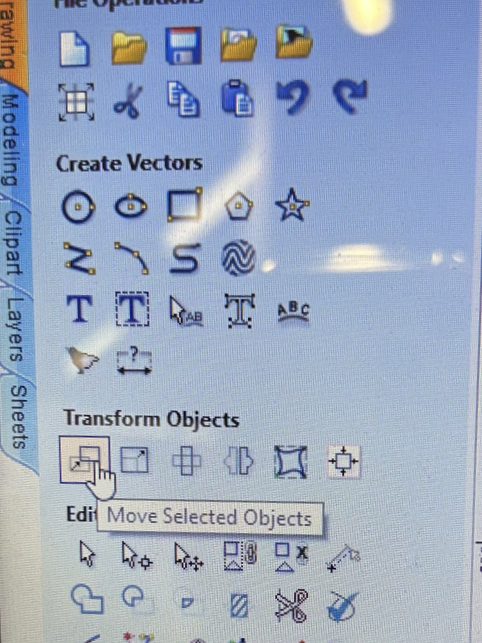 File Operations
Create Vectors
T T AB T ABC
?
Transform Objects
Edi
Move Selected Objects
rawing
Modeling
Clipart
Layers
Sheets